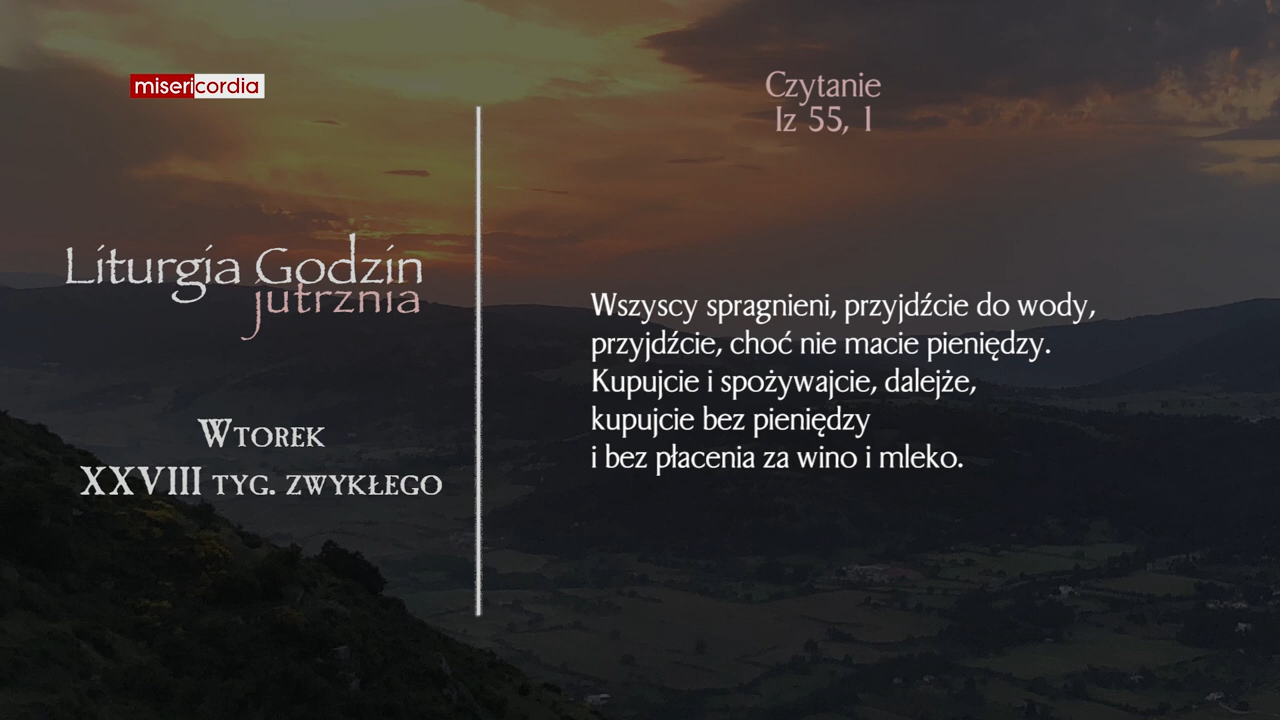 misericordia
Liturgia Godzin
jutrznia
Wtorek
XXVIII tyg. zwykłego
Czytanie
Iz 55, 1
Wszyscy spragnieni, przyjdźcie do wody,
przyjdźcie, choć nie macie pieniędzy.
Kupujcie i spożywajcie, dalejże,
kupujcie bez pieniędzy
i bez płacenia za wino i mleko.